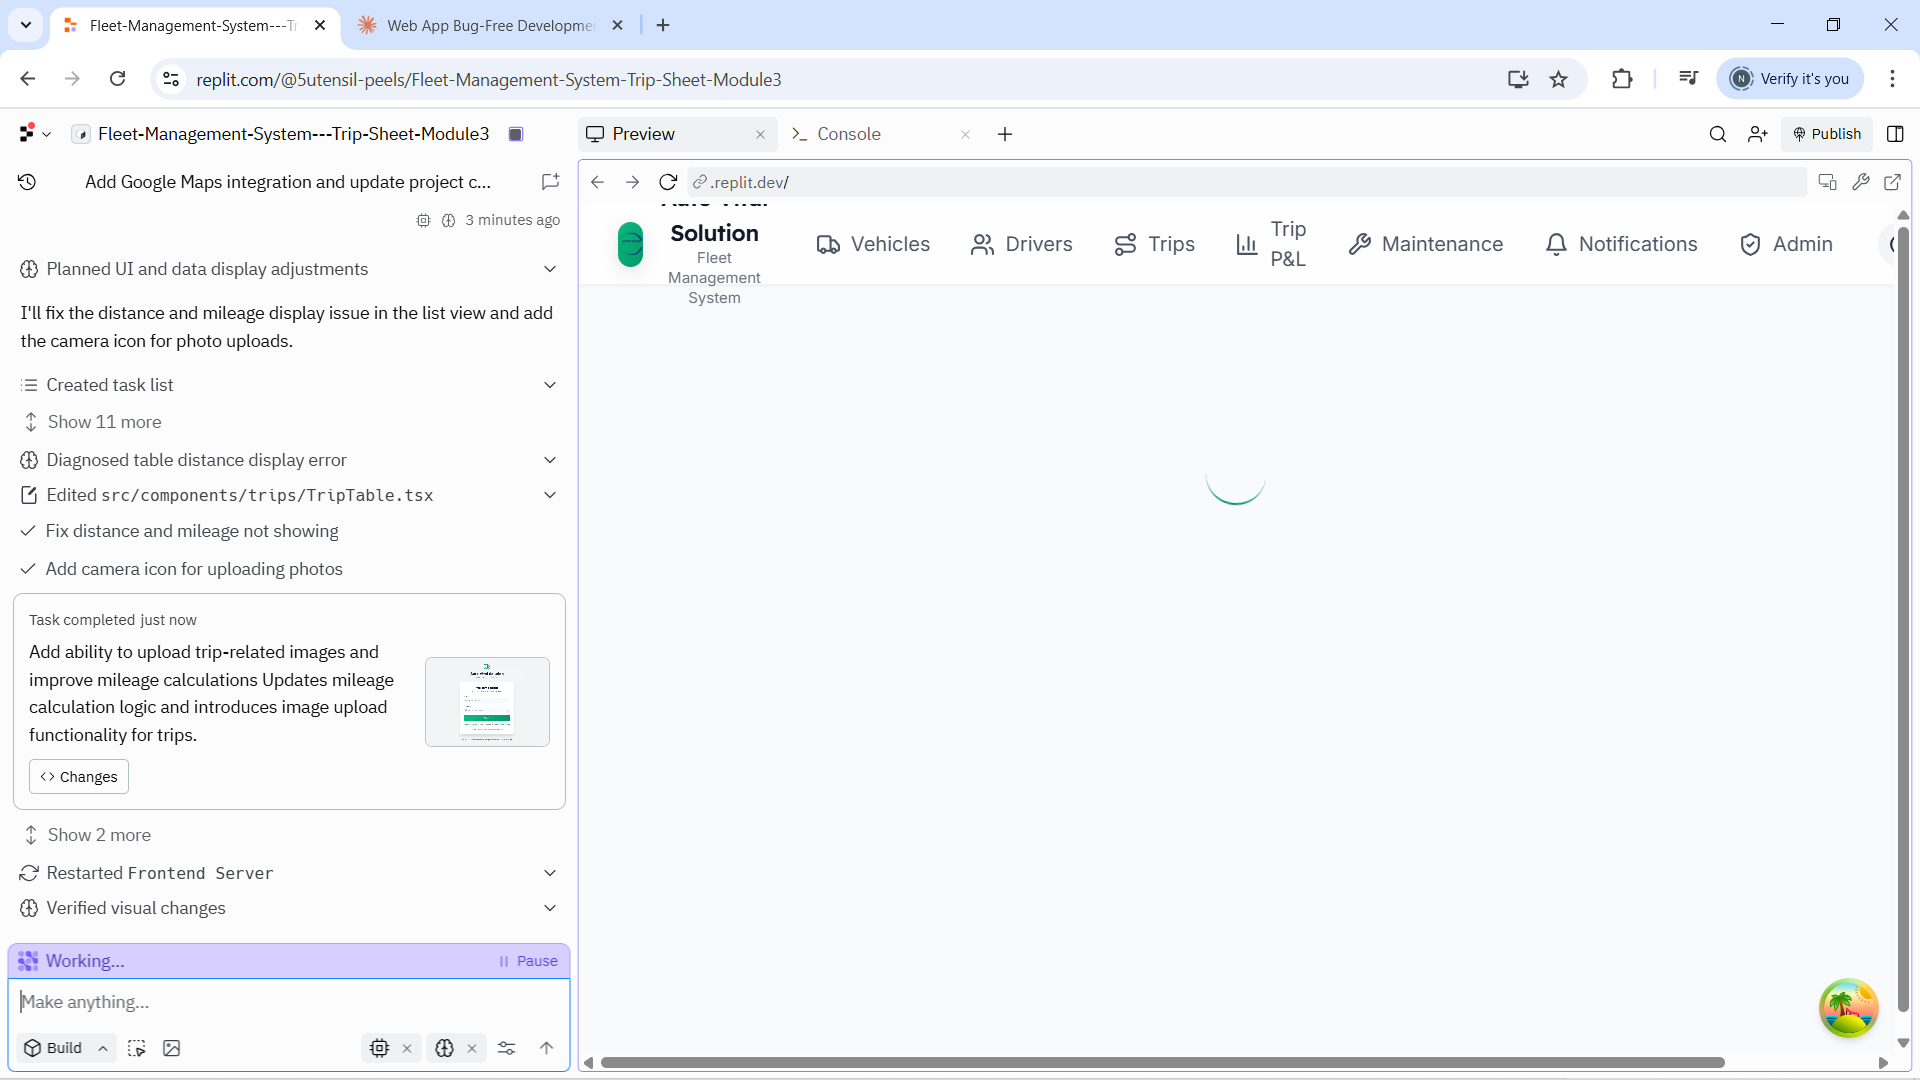 Fleet-Management-System---Tr
Web App Bug-Free Developme
replit.com/@5utensil-peels/Fleet-Management-System-Trip-Sheet-Module3
N
Verify it's you
Fleet-Management-System---Trip-Sheet-Module3
Preview
Console
Publish
Add Google Maps integration and update project c...
3 minutes ago
.replit.dev/
Planned UI and data display adjustments
I'll fix the distance and mileage display issue in the list view and add
the camera icon for photo uploads.
Created task list
Show 11 more
Diagnosed table distance display error
Edited src/components/trips/TripTable.tsx
Fix distance and mileage not showing
Add camera icon for uploading photos
Task completed just now
Add ability to upload trip-related images and
improve mileage calculations Updates mileage
calculation logic and introduces image upload
functionality for trips.
Changes
Show 2 more
Restarted Frontend Server
Verified visual changes
Working...
Pause
Make anything...
Build
Solution
Fleet
Management
System
Vehicles
Drivers
Trips
Trip
P&L
Maintenance
Notifications
Admin